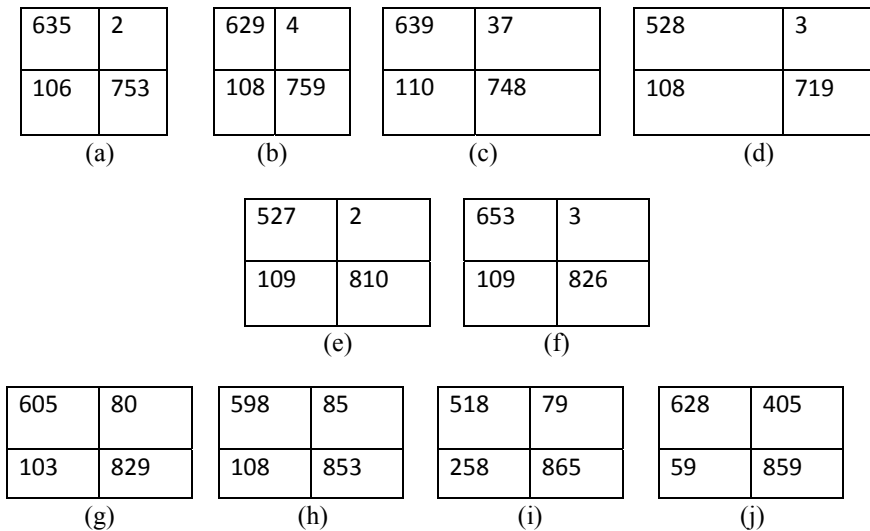 635 2 629 4 639 37 528 3
106 753 108 759 110 748 108 719
(a) (b) (c) (d)
527 2 653 3
109 810 109 826
(e) (f)
605 80 598 85 518 79 628 405
103 829 108 853 258 865 59 859
(g) (h) (i) (j)